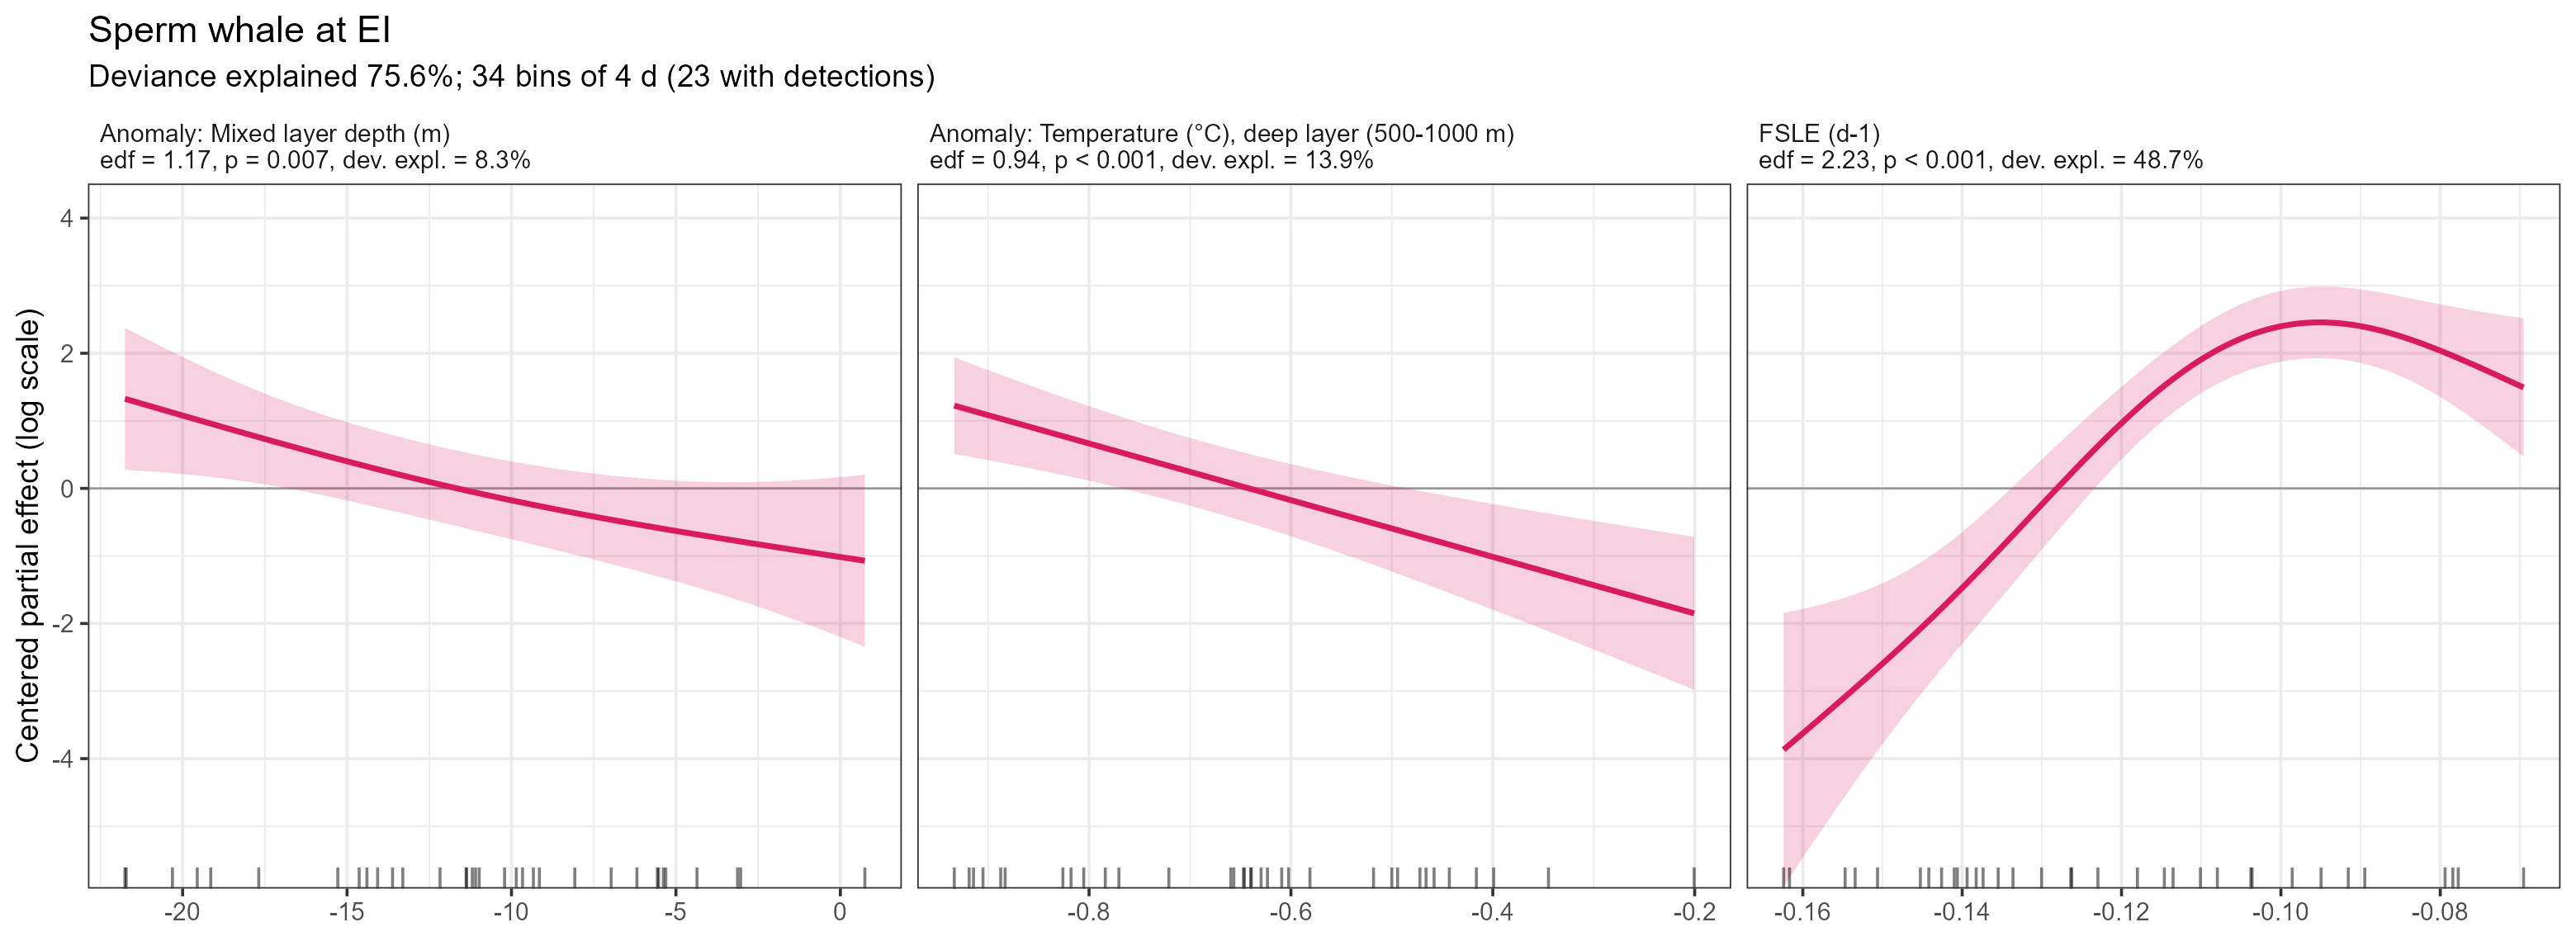 Sperm whale at EI
Deviance explained 75.6%; 34 bins of 4 d (23 with detections)
Anomaly: Mixed layer depth (m)
edf = 1.17, p = 0.007, dev. expl. = 8.3%
Anomaly: Temperature (°C), deep layer (500-1000 m)
edf = 0.94, p < 0.001, dev. expl. = 13.9%
FSLE (d-1)
edf = 2.23, p < 0.001, dev. expl. = 48.7%
Centered partial effect (log scale)
4
2
0
-2
-4
-20 -15 -10 -5 0
-0.8 -0.6 -0.4 -0.2
-0.16 -0.14 -0.12 -0.10 -0.08